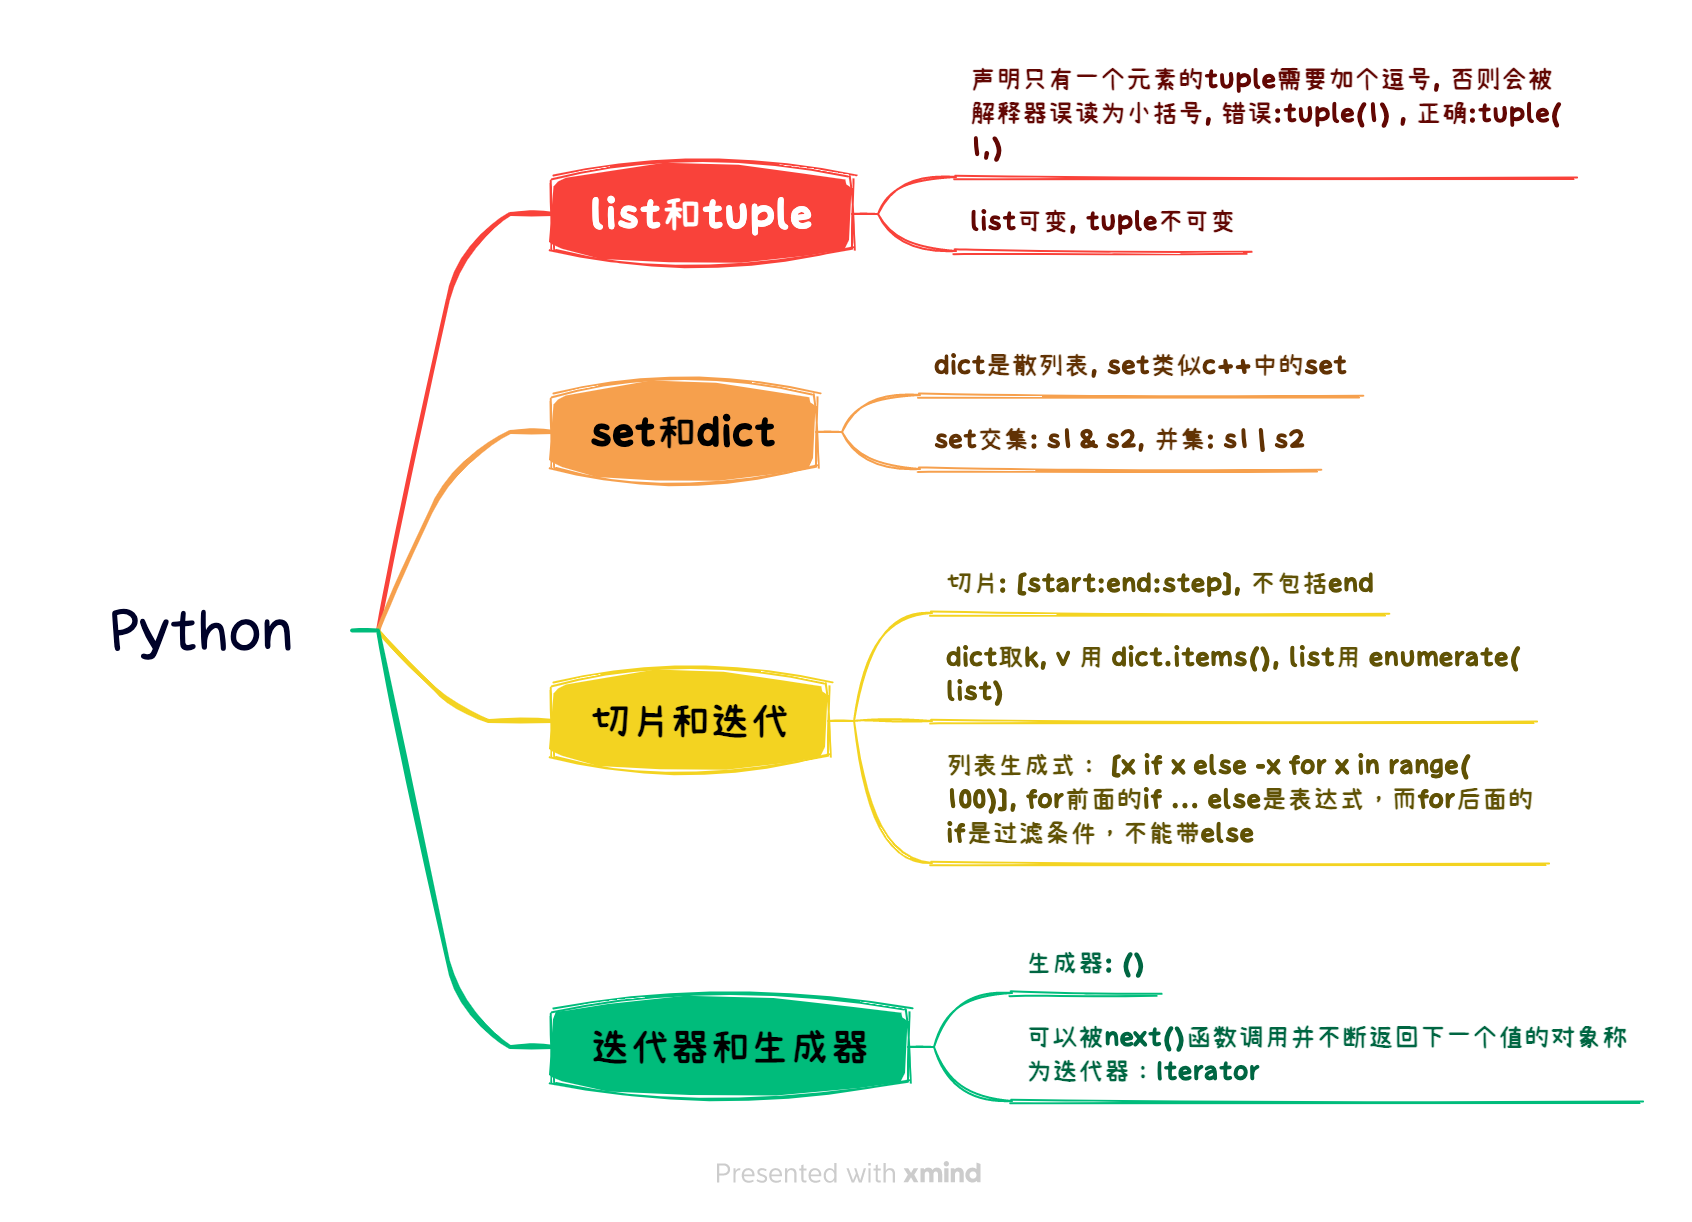 声明只有一个元素的tuple需要加个逗号, 否则会被
解释器误读为小括号, 错误:tuple(1) , 正确:tuple(
1,)
list和tuple
list可变, tuple不可变
dict是散列表, set类似c++中的set
set和dict
set交集: s1 & s2, 并集: s1 | s2
切片: [start:end:step], 不包括end
Python
dict取k, v 用 dict.items(), list用 enumerate(
list)
切片和迭代
列表生成式： [x if x else -x for x in range(
100)], for前面的if ... else是表达式，而for后面的
if是过滤条件，不能带else
生成器: ()
迭代器和生成器
可以被next()函数调用并不断返回下一个值的对象称
为迭代器：Iterator
Presented with xmind